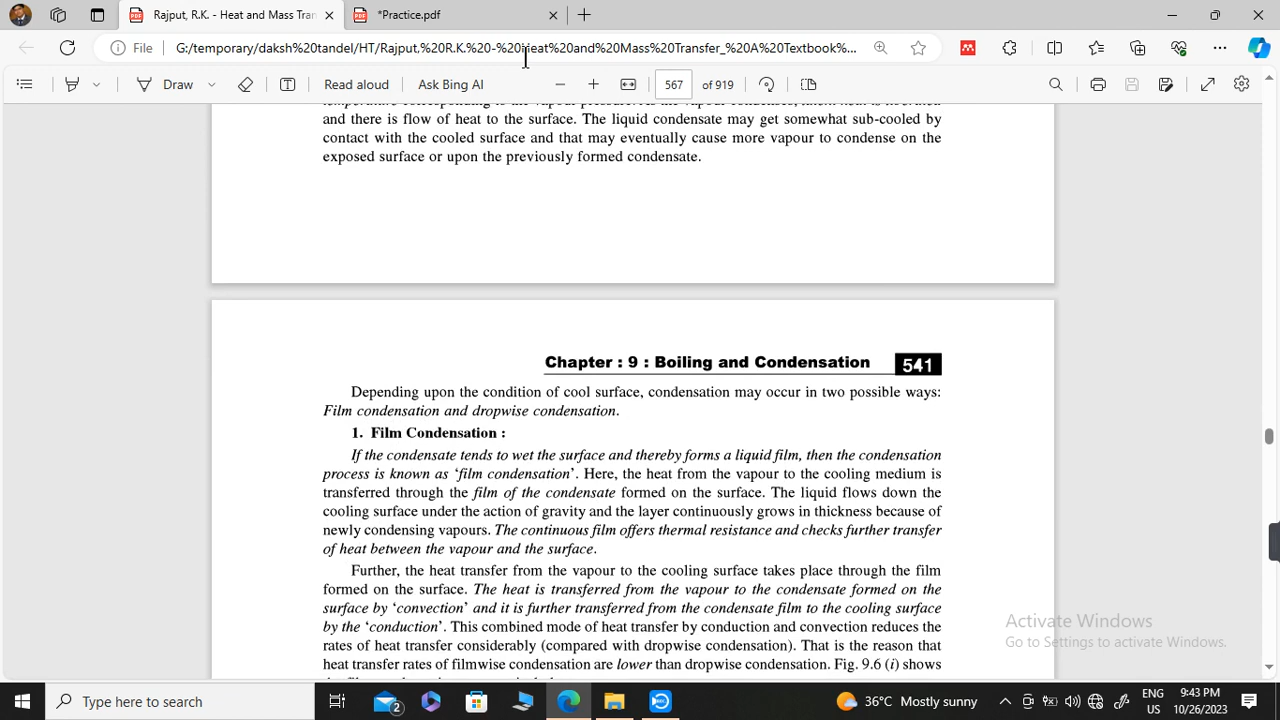 Rajput, R.K. - Heat and Mass Tran
*Practice.pdf
File
G:/temporary/daksh%20tandel/HT/Rajput,%20R.K.%20-%20Heat%20and%20Mass%20Transfer_%20A%20Textbook%...
Draw
Read aloud
Ask Bing AI
567
of 919
and there is flow of heat to the surface. The liquid condensate may get somewhat sub-cooled by
contact with the cooled surface and that may eventually cause more vapour to condense on the
exposed surface or upon the previously formed condensate.
Chapter : 9 : Boiling and Condensation
541
Depending upon the condition of cool surface, condensation may occur in two possible ways:
Film condensation and dropwise condensation.
1. Film Condensation :
If the condensate tends to wet the surface and thereby forms a liquid film, then the condensation
process is known as ‘film condensation’. Here, the heat from the vapour to the cooling medium is
transferred through the film of the condensate formed on the surface. The liquid flows down the
cooling surface under the action of gravity and the layer continuously grows in thickness because of
newly condensing vapours. The continuous film offers thermal resistance and checks further transfer
of heat between the vapour and the surface.
Further, the heat transfer from the vapour to the cooling surface takes place through the film
formed on the surface. The heat is transferred from the vapour to the condensate formed on the
surface by ‘convection’ and it is further transferred from the condensate film to the cooling surface
by the ‘conduction’. This combined mode of heat transfer by conduction and convection reduces the
rates of heat transfer considerably (compared with dropwise condensation). That is the reason that
heat transfer rates of filmwise condensation are lower than dropwise condensation. Fig. 9.6 (i) shows
Activate Windows
Go to Settings to activate Windows.
Type here to search
2
36°C Mostly sunny
ENG
US
9:43 PM
10/26/2023